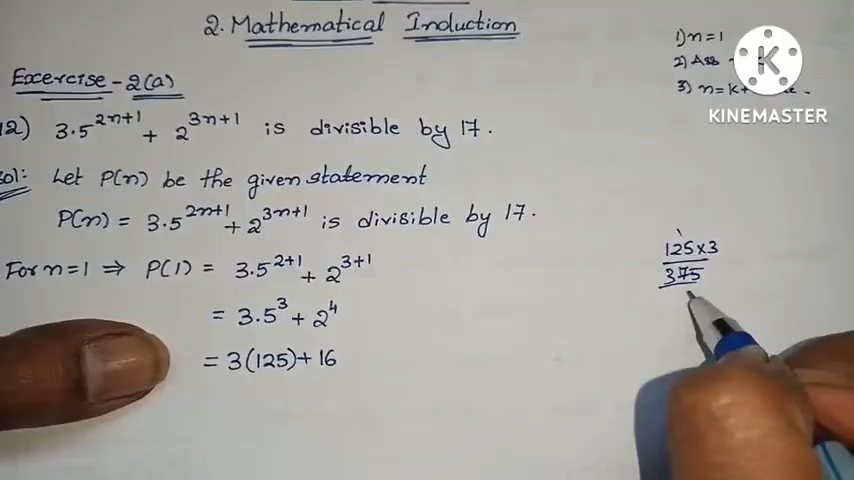 2. Mathematical Induction
1) n=1
2) Ass
3) n=k+
KINEMASTER
Excercise-2(a)
12) 3.5^{2n+1} + 2^{3n+1} is divisible by 17.
Sol: Let P(n) be the given statement
P(n) = 3.5^{2n+1} + 2^{3n+1} is divisible by 17.
125×3
375
For n=1 ⇒ P(1) = 3.5^{2+1} + 2^{3+1}
= 3.5^3 + 2^4
= 3(125)+16